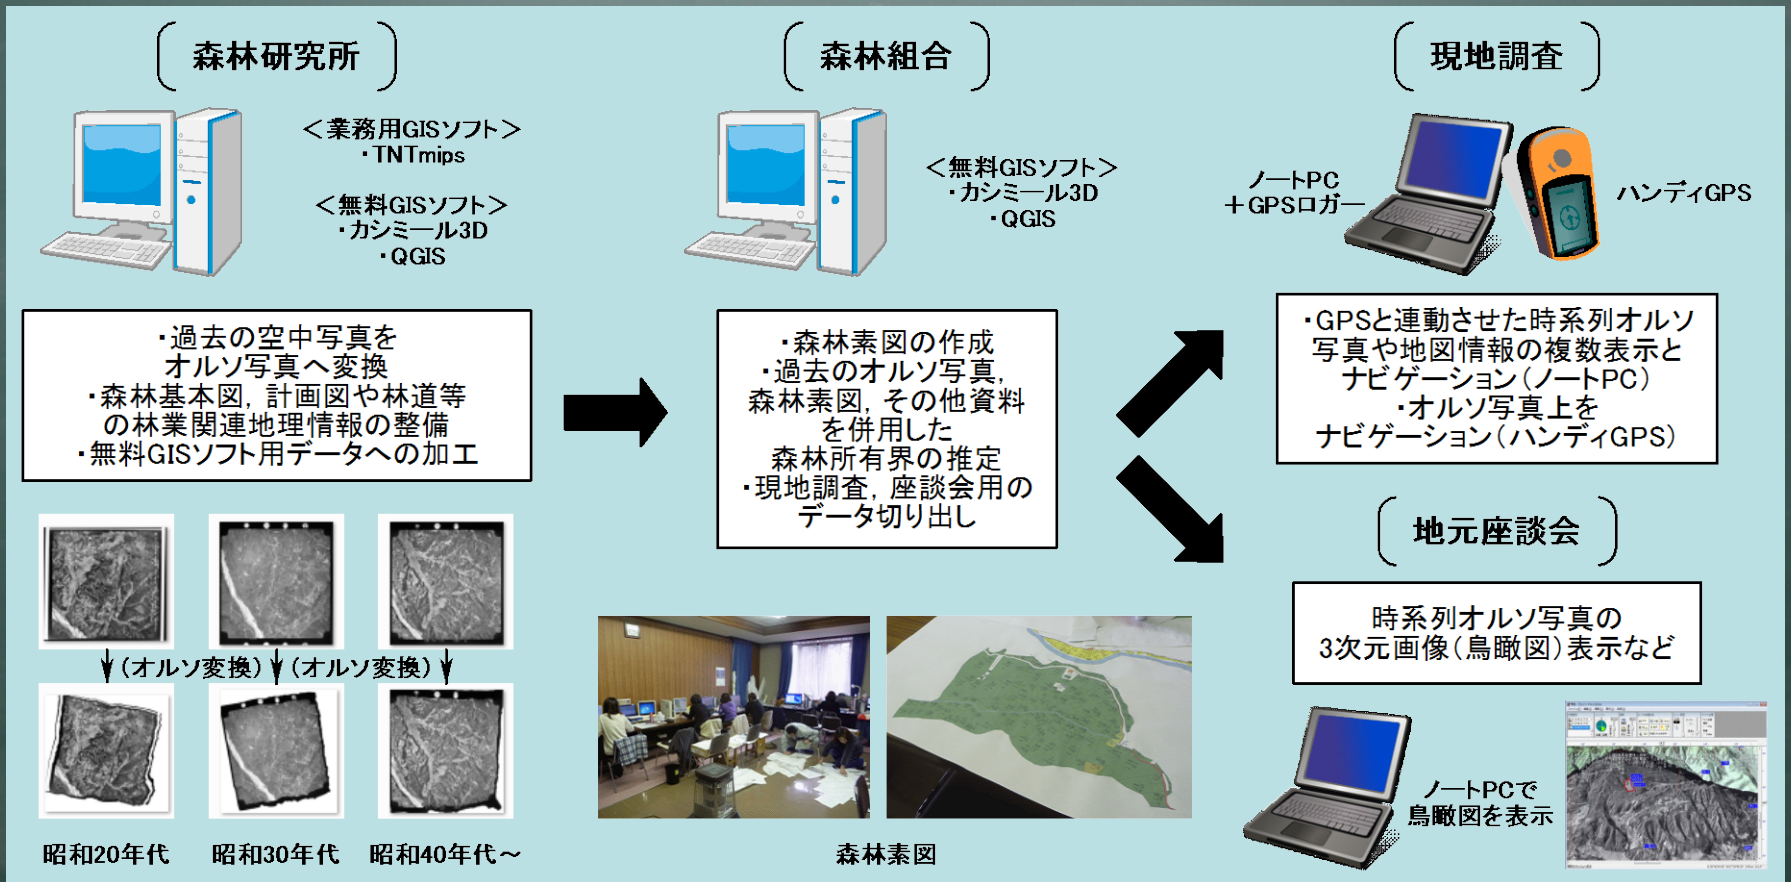 森林研究所
＜業務用GISソフト＞
・TNTmips
＜無料GISソフト＞
・カシミール3D
・QGIS
・過去の空中写真を
オルソ写真へ変換
・森林基本図，計画図や林道等
の林業関連地理情報の整備
・無料GISソフト用データへの加工
（オルソ変換）
（オルソ変換）
昭和20年代
昭和30年代
昭和40年代～
森林組合
＜無料GISソフト＞
・カシミール3D
・QGIS
・森林素図の作成
・過去のオルソ写真，
森林素図，その他資料
を併用した
森林所有界の推定
・現地調査，座談会用の
データ切り出し
森林素図
現地調査
ノートPC
＋GPSロガー
ハンディGPS
・GPSと連動させた時系列オルソ
写真や地図情報の複数表示と
ナビゲーション（ノートPC）
・オルソ写真上を
ナビゲーション（ハンディGPS）
地元座談会
時系列オルソ写真の
3次元画像（鳥瞰図）表示など
ノートPCで
鳥瞰図を表示